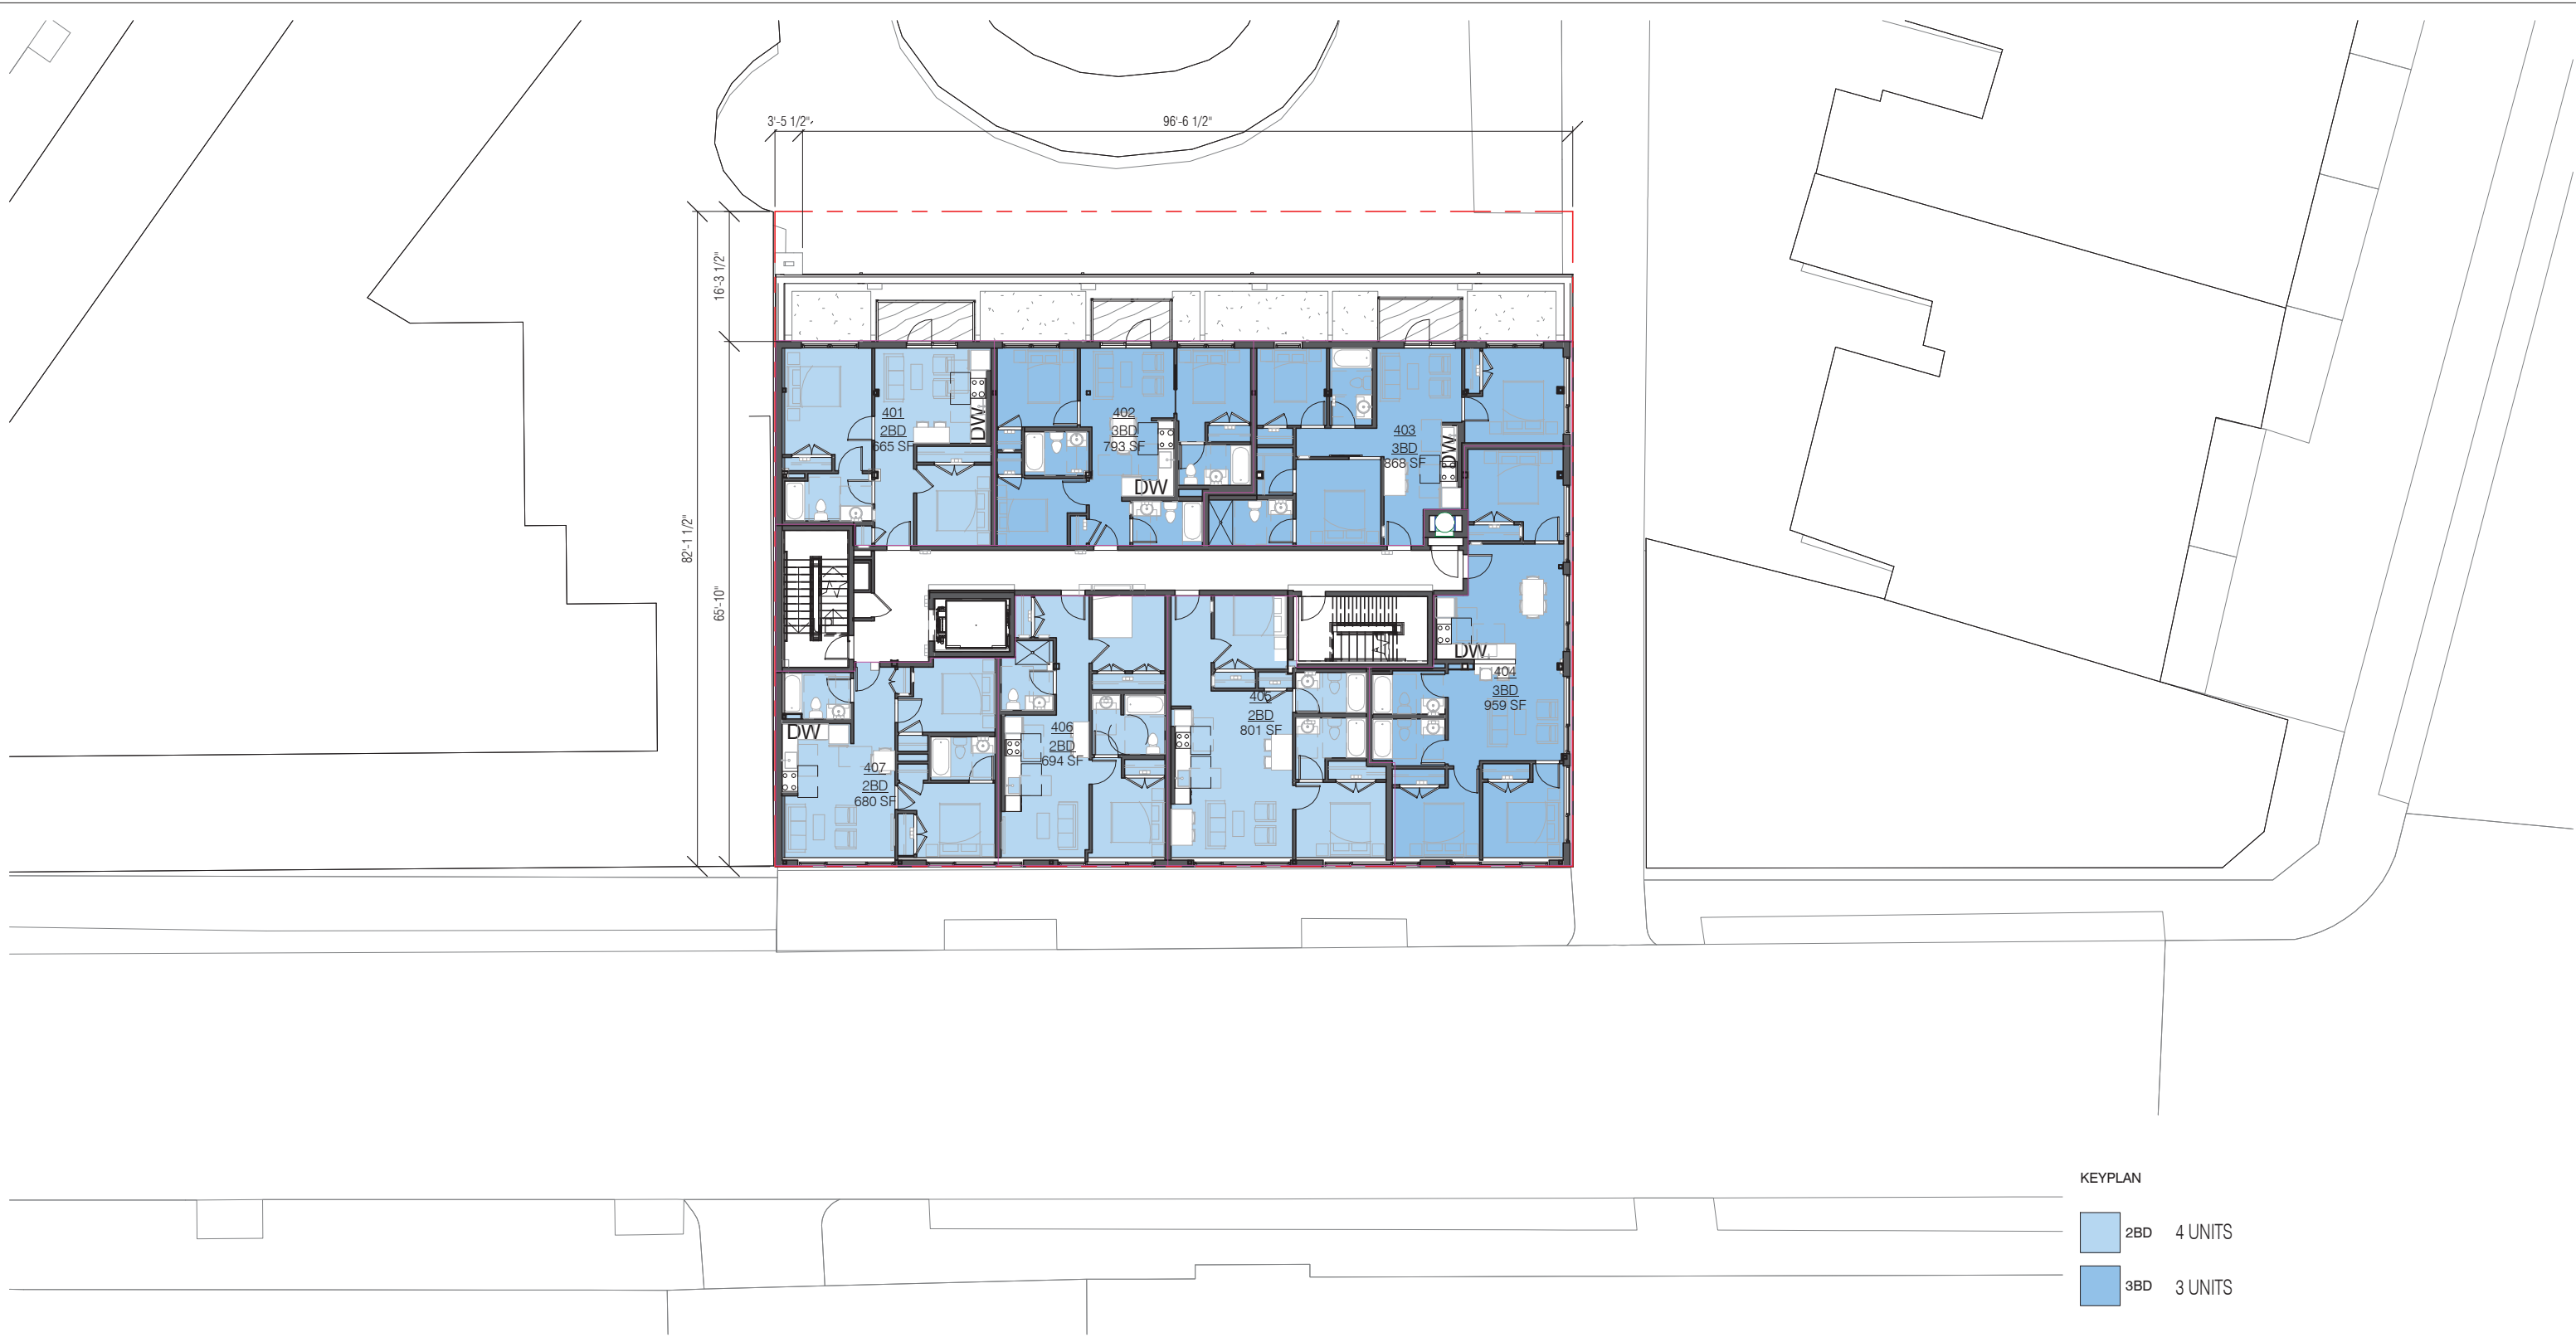 3'-5 1/2"
96'-6 1/2"
16'-3 1/2"
82'-1 1/2"
65'-10"
401
2BD
665 SF
DW
402
3BD
793 SF
DW
403
3BD
868 SF
DW
404
3BD
959 SF
DW
405
2BD
801 SF
406
2BD
694 SF
407
2BD
680 SF
DW
KEYPLAN
2BD 4 UNITS
3BD 3 UNITS